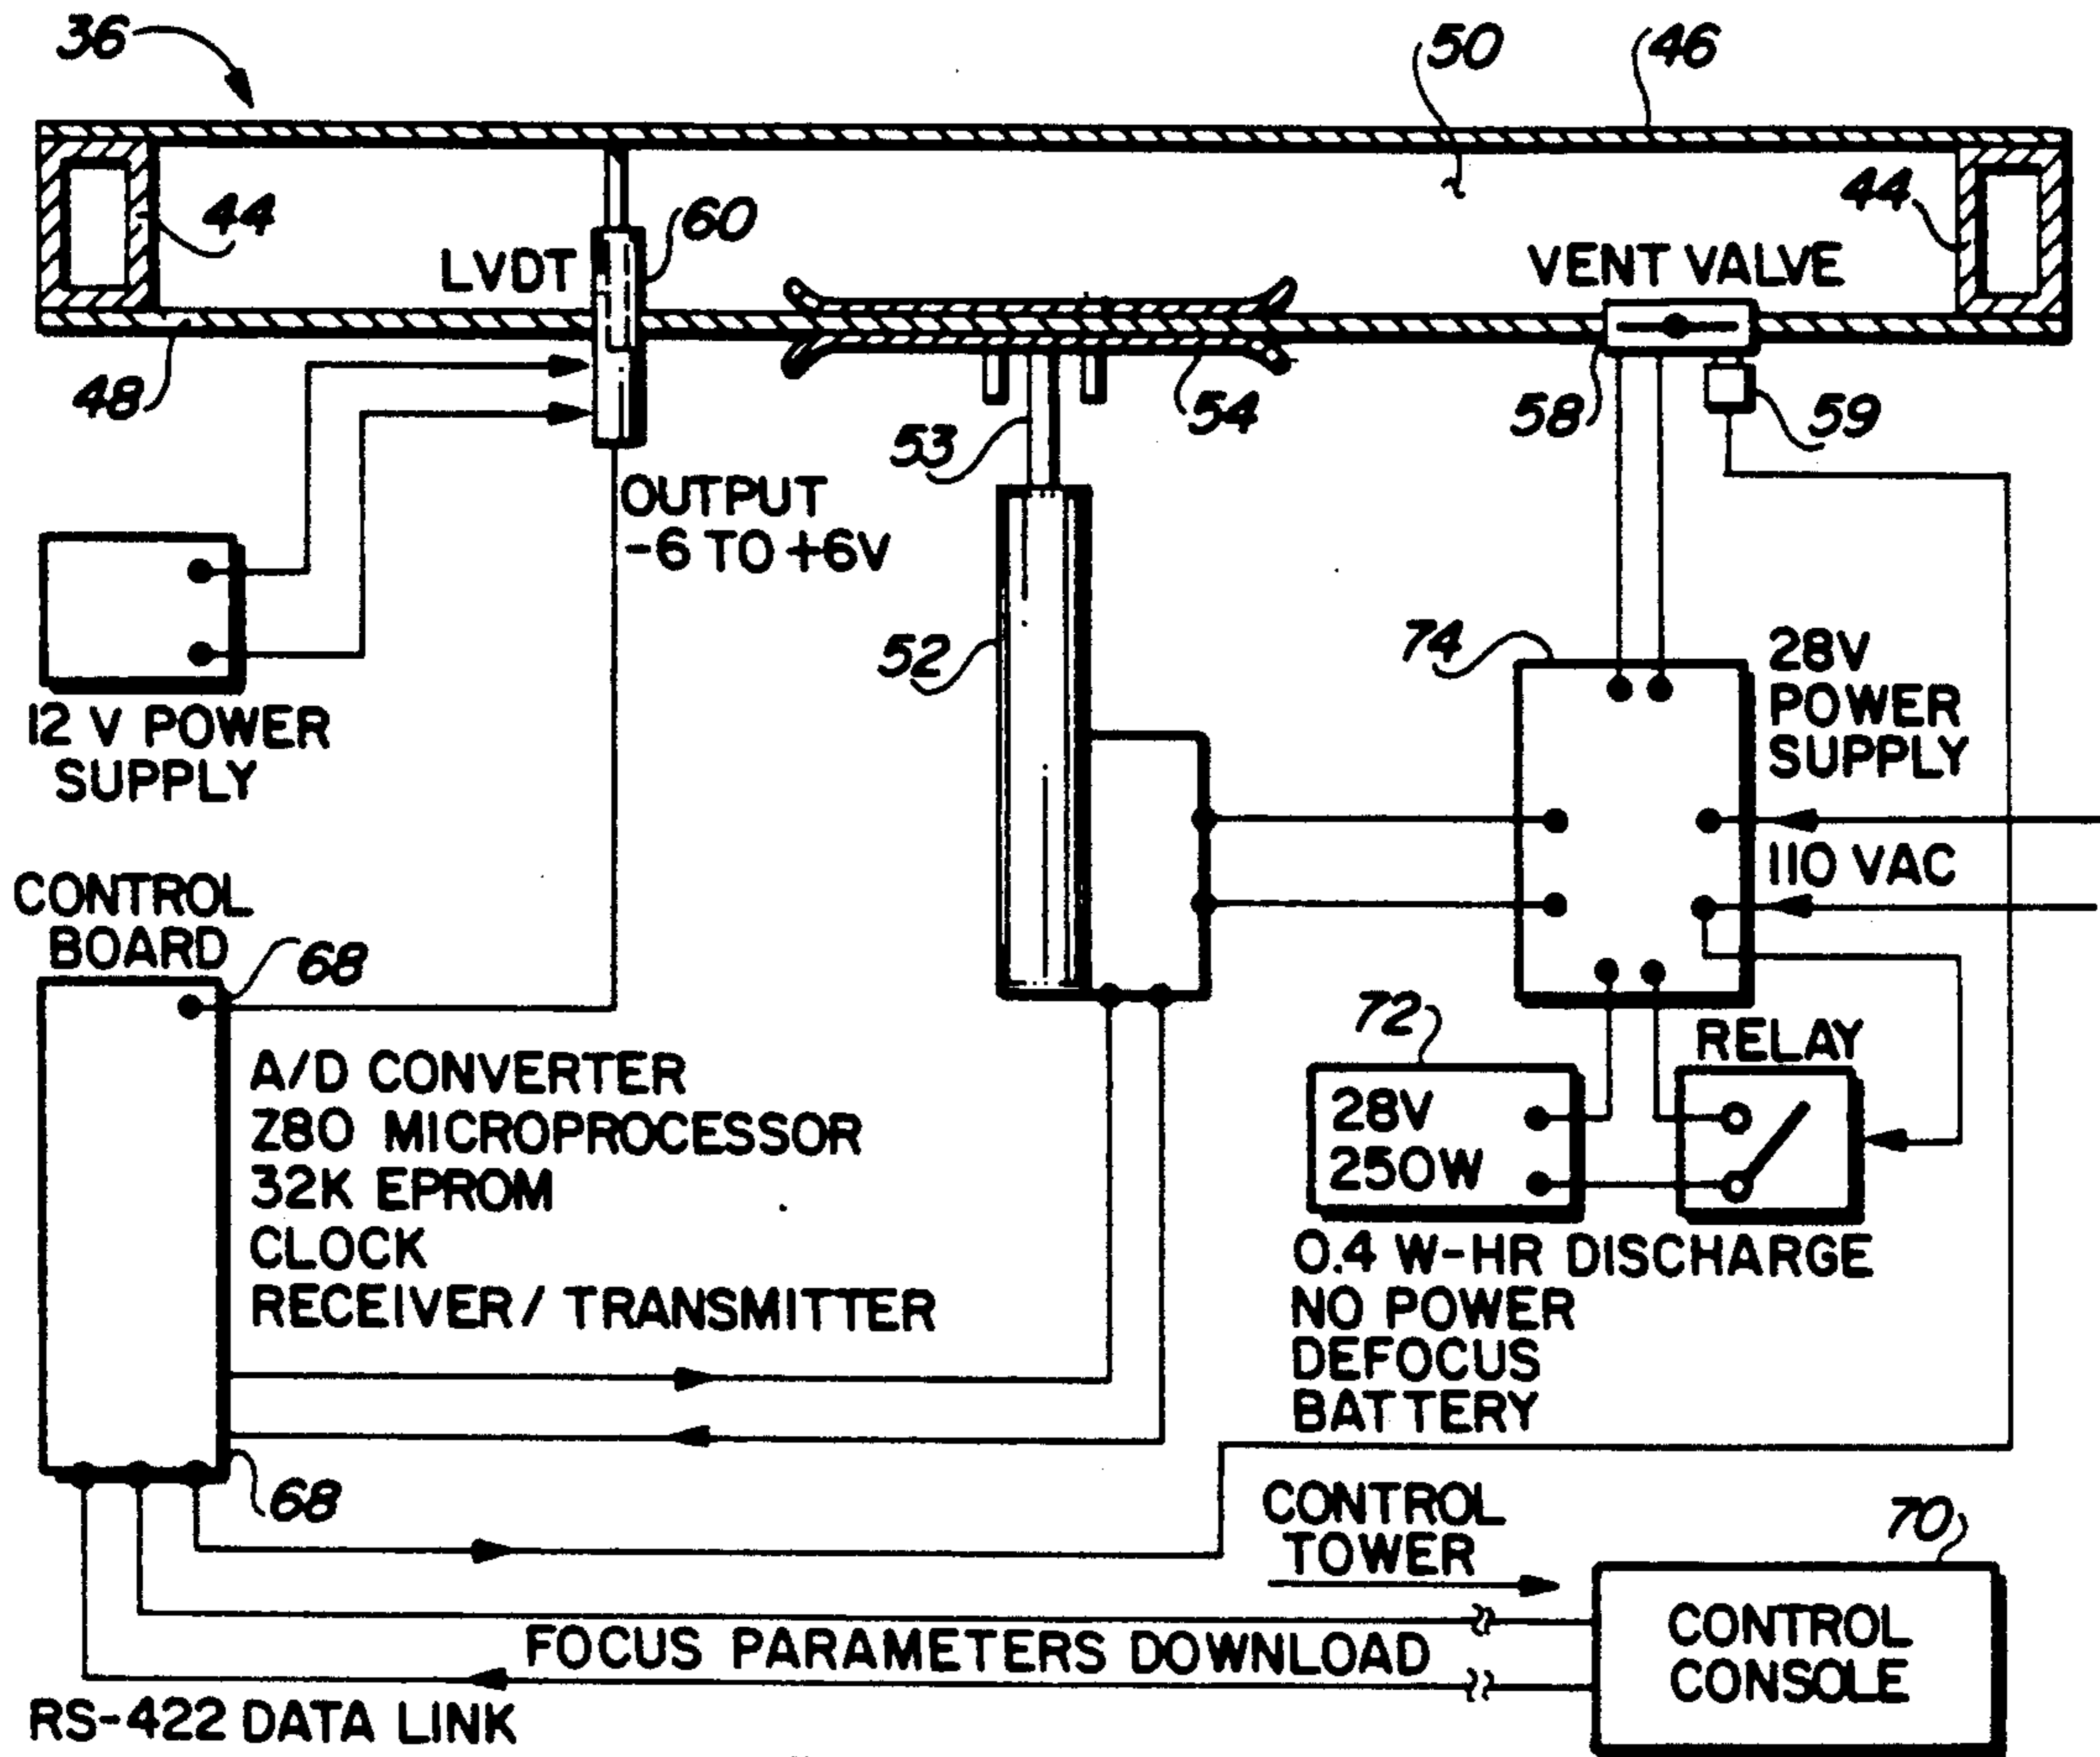 36
50
46
44
LVDT
60
44
VENT VALVE
48
53
54
58
59
OUTPUT
-6 TO +6V
12 V POWER
SUPPLY
52
74
28V
POWER
SUPPLY
110 VAC
CONTROL
BOARD
68
72
RELAY
A/D CONVERTER
Z80 MICROPROCESSOR
32K EPROM
CLOCK
RECEIVER/ TRANSMITTER
28V
250W
0.4 W-HR DISCHARGE
NO POWER
DEFOCUS
BATTERY
68
CONTROL
TOWER
70
CONTROL
CONSOLE
FOCUS PARAMETERS DOWNLOAD
RS-422 DATA LINK